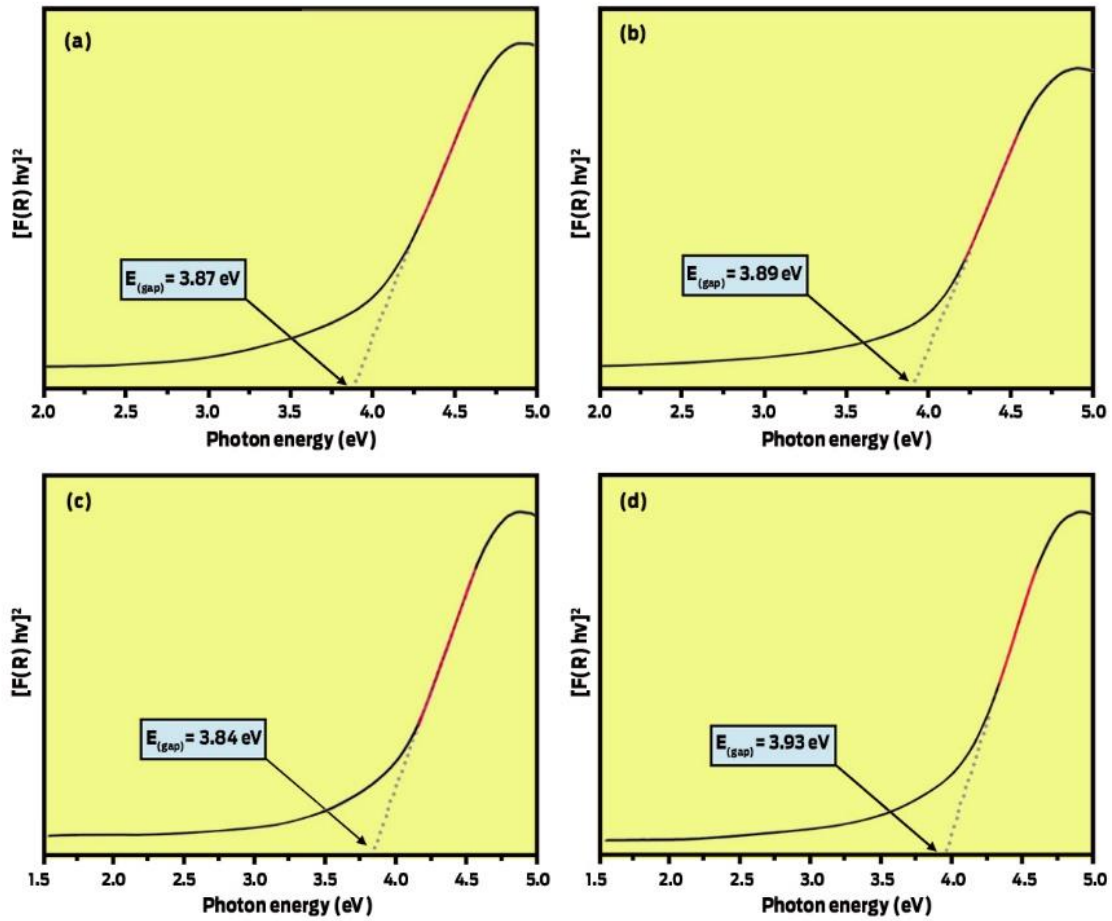 (a)
[F(R) hv]²
E(gap) = 3.87 eV
2.0 2.5 3.0 3.5 4.0 4.5 5.0
Photon energy (eV)
(b)
[F(R) hv]²
E(gap) = 3.89 eV
2.0 2.5 3.0 3.5 4.0 4.5 5.0
Photon energy (eV)
(c)
[F(R) hv]²
E(gap) = 3.84 eV
1.5 2.0 2.5 3.0 3.5 4.0 4.5 5.0
Photon energy (eV)
(d)
[F(R) hv]²
E(gap) = 3.93 eV
1.5 2.0 2.5 3.0 3.5 4.0 4.5 5.0
Photon energy (eV)